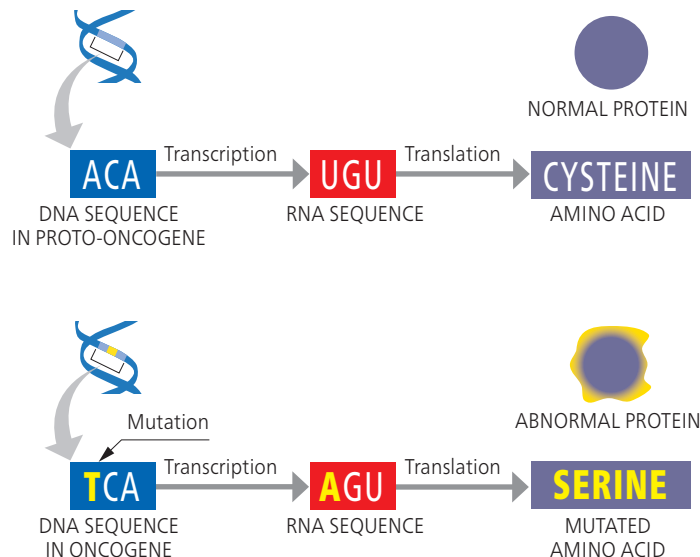 NORMAL PROTEIN
ACA
Transcription
UGU
Translation
CYSTEINE
DNA SEQUENCE
IN PROTO-ONCOGENE
RNA SEQUENCE
AMINO ACID
ABNORMAL PROTEIN
Mutation
TCA
Transcription
AGU
Translation
SERINE
DNA SEQUENCE
IN ONCOGENE
RNA SEQUENCE
MUTATED
AMINO ACID